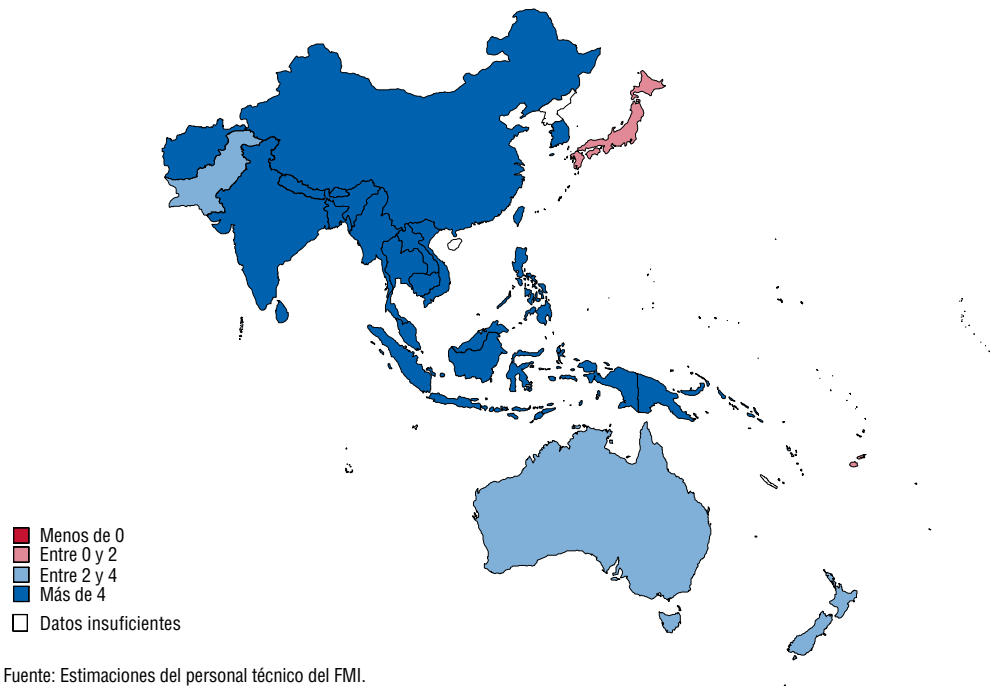 Menos de 0
Entre 0 y 2
Entre 2 y 4
Más de 4
Datos insuficientes
Fuente: Estimaciones del personal técnico del FMI.